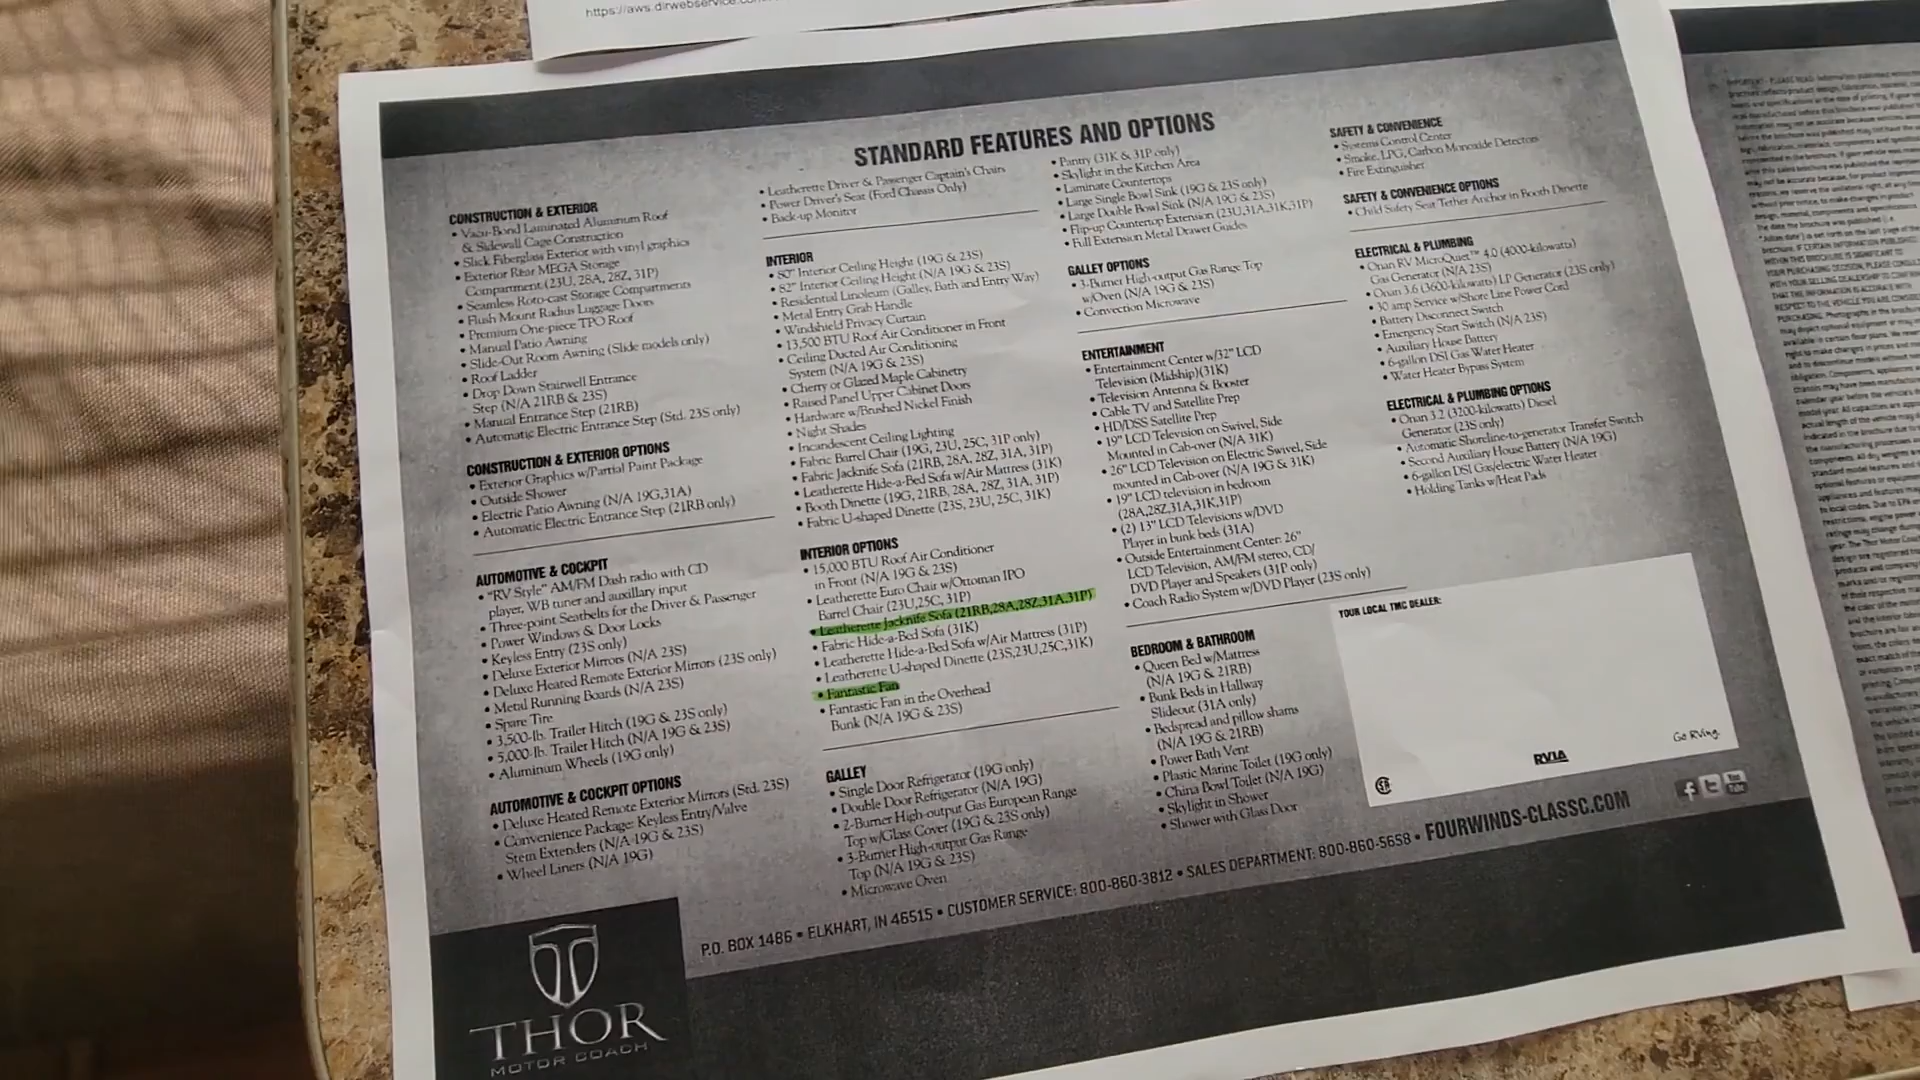 https://aws.dirwebservice.co
STANDARD FEATURES AND OPTIONS
CONSTRUCTION & EXTERIOR
• Vacu-Bond Laminated Aluminum Roof
& Sidewall Cage Construction
• Slick Fiberglass Exterior with vinyl graphics
• Exterior Rear MEGA Storage
Compartment (23U, 28A, 28Z, 31P)
• Seamless Roto-cast Storage Compartments
• Flush Mount Radius Luggage Doors
• Premium One-piece TPO Roof
• Manual Patio Awning
• Slide-Out Room Awning (Slide models only)
• Roof Ladder
• Drop Down Stairwell Entrance
Step (N/A 21RB & 23S)
• Manual Entrance Step (21RB)
• Automatic Electric Entrance Step (Std. 23S only)
CONSTRUCTION & EXTERIOR OPTIONS
• Exterior Graphics w/Partial Paint Package
• Outside Shower
• Electric Patio Awning (N/A 19G,31A)
• Automatic Electric Entrance Step (21RB only)
AUTOMOTIVE & COCKPIT
• "RV Style" AM/FM Dash radio with CD
player, WB tuner and auxillary input
• Three-point Seatbelts for the Driver & Passenger
• Power Windows & Door Locks
• Keyless Entry (23S only)
• Deluxe Exterior Mirrors (N/A 23S)
• Deluxe Heated Remote Exterior Mirrors (23S only)
• Metal Running Boards (N/A 23S)
• Spare Tire
• 3,500-lb. Trailer Hitch (19G & 23S only)
• 5,000-lb. Trailer Hitch (N/A 19G & 23S)
• Aluminum Wheels (19G only)
AUTOMOTIVE & COCKPIT OPTIONS
• Deluxe Heated Remote Exterior Mirrors (Std. 23S)
• Convenience Package: Keyless Entry/Valve
Stem Extenders (N/A 19G & 23S)
• Wheel Liners (N/A 19G)
• Leatherette Driver & Passenger Captain's Chairs
• Power Driver's Seat (Ford Chassis Only)
• Back-up Monitor
INTERIOR
• 80" Interior Ceiling Height (19G & 23S)
• 82" Interior Ceiling Height (N/A 19G & 23S)
• Residential Linoleum (Galley, Bath and Entry Way)
• Metal Entry Grab Handle
• Windshield Privacy Curtain
• 13,500 BTU Roof Air Conditioner in Front
• Ceiling Ducted Air Conditioning
System (N/A 19G & 23S)
• Cherry or Glazed Maple Cabinetry
• Raised Panel Upper Cabinet Doors
• Hardware w/Brushed Nickel Finish
• Night Shades
• Incandescent Ceiling Lighting
• Fabric Barrel Chair (19G, 23U, 25C, 31P only)
• Fabric Jacknife Sofa (21RB, 28A, 28Z, 31A, 31P)
• Leatherette Hide-a-Bed Sofa w/Air Mattress (31K)
• Booth Dinette (19G, 21RB, 28A, 28Z, 31A, 31P)
• Fabric U-shaped Dinette (23S, 23U, 25C, 31K)
INTERIOR OPTIONS
• 15,000 BTU Roof Air Conditioner
in Front (N/A 19G & 23S)
• Leatherette Euro Chair w/Ottoman IPO
Barrel Chair (23U,25C, 31P)
• Leatherette Jacknife Sofa (21RB,28A,28Z,31A,31P)
• Fabric Hide-a-Bed Sofa (31K)
• Leatherette Hide-a-Bed Sofa w/Air Mattress (31P)
• Leatherette U-shaped Dinette (23S,23U,25C,31K)
• Fantastic Fan
• Fantastic Fan in the Overhead
Bunk (N/A 19G & 23S)
GALLEY
• Single Door Refrigerator (19G only)
• Double Door Refrigerator (N/A 19G)
• 2-Burner High-output Gas European Range
Top w/Glass Cover (19G & 23S only)
• 3-Burner High-output Gas Range
Top (N/A 19G & 23S)
• Microwave Oven
• Pantry (31K & 31P only)
• Skylight in the Kitchen Area
• Laminate Countertops
• Large Single Bowl Sink (19G & 23S only)
• Large Double Bowl Sink (N/A 19G & 23S)
• Flip-up Countertop Extension (23U,31A,31K,31P)
• Full Extension Metal Drawer Guides
GALLEY OPTIONS
• 3-Burner High-output Gas Range Top
w/Oven (N/A 19G & 23S)
• Convection Microwave
ENTERTAINMENT
• Entertainment Center w/32" LCD
Television (Midship)(31K)
• Television Antenna & Booster
• Cable TV and Satellite Prep
• HD/DSS Satellite Prep
• 19" LCD Television on Swivel, Side
Mounted in Cab-over (N/A 31K)
• 26" LCD Television on Electric Swivel, Side
mounted in Cab-over (N/A 19G & 31K)
• 19" LCD television in bedroom
(28A,28Z,31A,31K,31P)
• (2) 13" LCD Televisions w/DVD
Player in bunk beds (31A)
• Outside Entertainment Center: 26"
LCD Television, AM/FM stereo, CD/
DVD Player and Speakers (31P only)
• Coach Radio System w/DVD Player (23S only)
BEDROOM & BATHROOM
• Queen Bed w/Mattress
(N/A 19G & 21RB)
• Bunk Beds in Hallway
Slideout (31A only)
• Bedspread and pillow shams
(N/A 19G & 21RB)
• Power Bath Vent
• Plastic Marine Toilet (19G only)
• China Bowl Toilet (N/A 19G)
• Skylight in Shower
• Shower with Glass Door
SAFETY & CONVENIENCE
• Systems Control Center
• Smoke, LPG, Carbon Monoxide Detectors
• Fire Extinguisher
SAFETY & CONVENIENCE OPTIONS
• Child Safety Seat Tether Anchor in Booth Dinette
ELECTRICAL & PLUMBING
• Onan RV MicroQuiet™ 4.0 (4000-kilowatts)
Gas Generator (N/A 23S)
• Onan 3.6 (3600-kilowatts) LP Generator (23S only)
• 30 amp Service w/Shore Line Power Cord
• Battery Disconnect Switch
• Emergency Start Switch (N/A 23S)
• Auxiliary House Battery
• 6-gallon DSI Gas Water Heater
• Water Heater Bypass System
ELECTRICAL & PLUMBING OPTIONS
• Onan 3.2 (3200-kilowatts) Diesel
Generator (23S only)
• Automatic Shoreline-to-generator Transfer Switch
• Second Auxiliary House Battery (N/A 19G)
• 6-gallon DSI Gas/electric Water Heater
• Holding Tanks w/Heat Pads
YOUR LOCAL TMC DEALER:
RVIA
Go RVing.
P.O. BOX 1486 • ELKHART, IN 46515 • CUSTOMER SERVICE: 800-860-3812 • SALES DEPARTMENT: 800-860-5658 • FOURWINDS-CLASSC.COM
THOR
MOTOR COACH